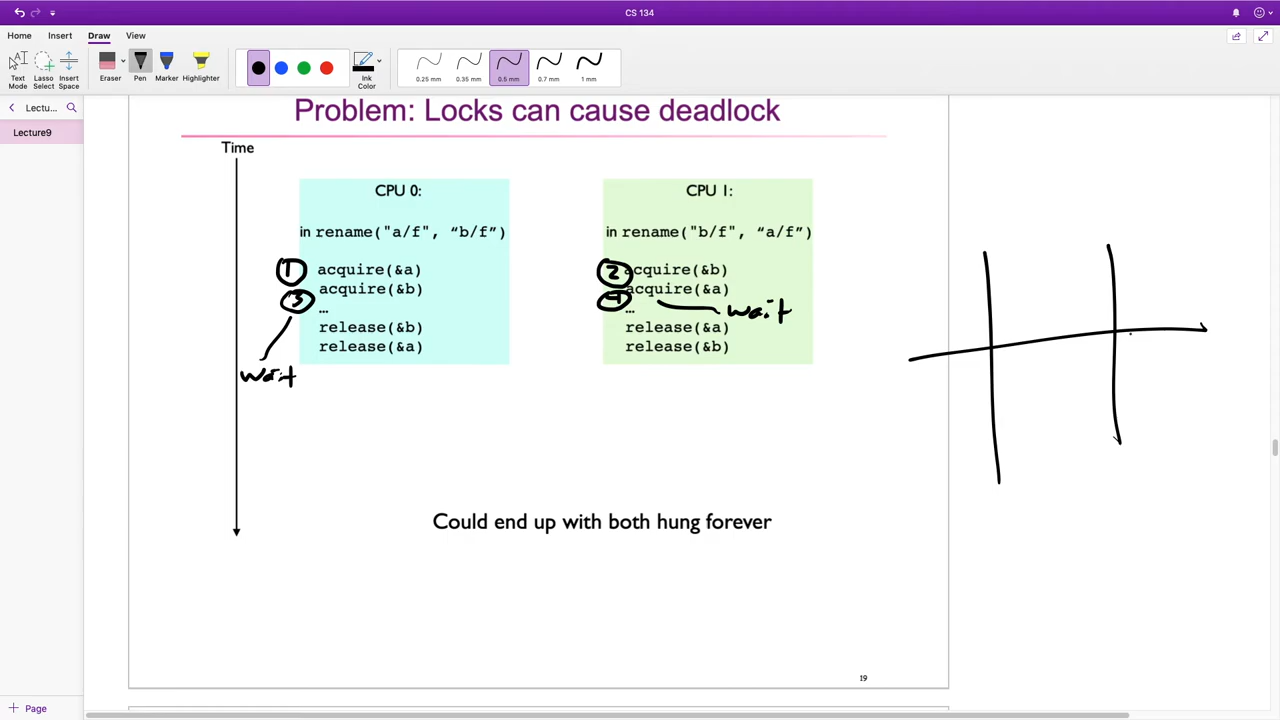 CS 134
Home Insert Draw View
Text Mode
Lasso Select
Insert Space
Eraser
Pen
Marker
Highlighter
Ink Color
0.25 mm
0.35 mm
0.5 mm
0.7 mm
1 mm
Lectu...
Lecture9
Problem: Locks can cause deadlock
Time
CPU 0:
in rename("a/f", “b/f”)
1 acquire(&a)
3 acquire(&b)
…
release(&b)
release(&a)
wait
CPU 1:
in rename("b/f", “a/f”)
2 acquire(&b)
4 acquire(&a)
… wait
release(&a)
release(&b)
Could end up with both hung forever
19
+ Page